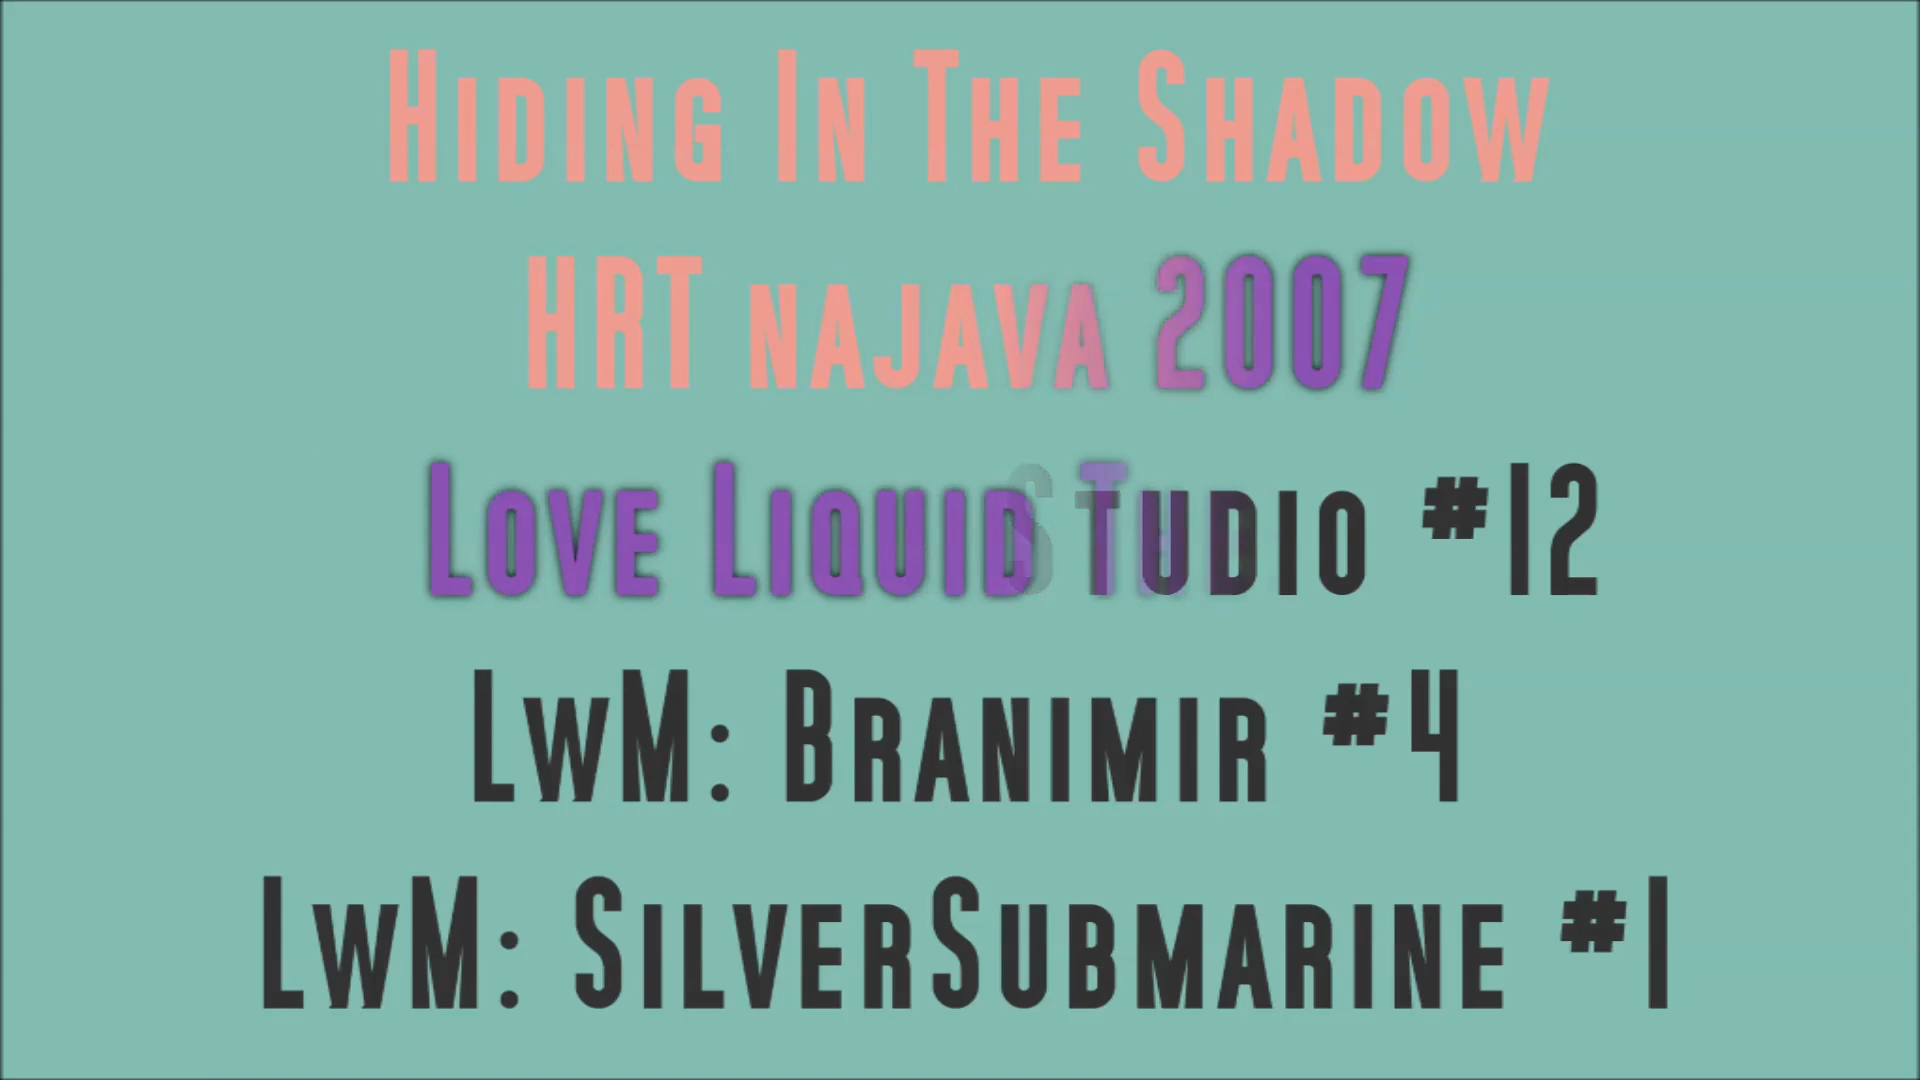 Hiding In The Shadow
HRT najava 2007
Love Liquid STudio #12
LwM: Branimir #4
LwM: SilverSubmarine #1